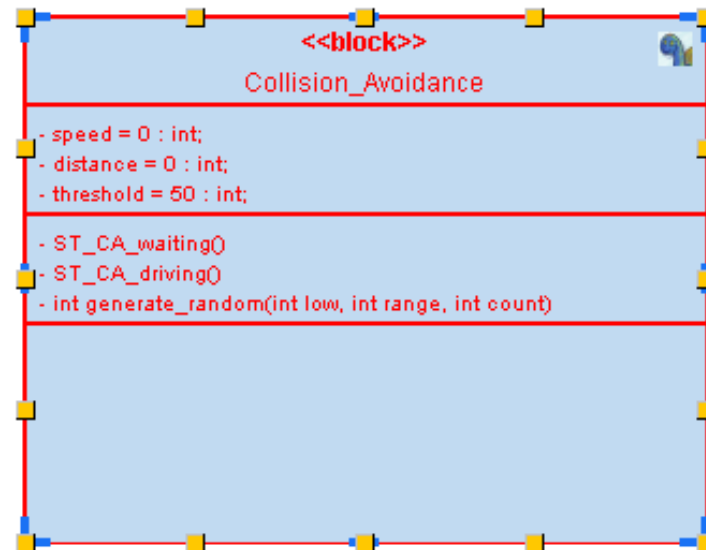 <<block>>
Collision_Avoidance
- speed = 0 : int;
- distance = 0 : int;
- threshold = 50 : int;
- ST_CA_waiting()
- ST_CA_driving()
- int generate_random(int low, int range, int count)